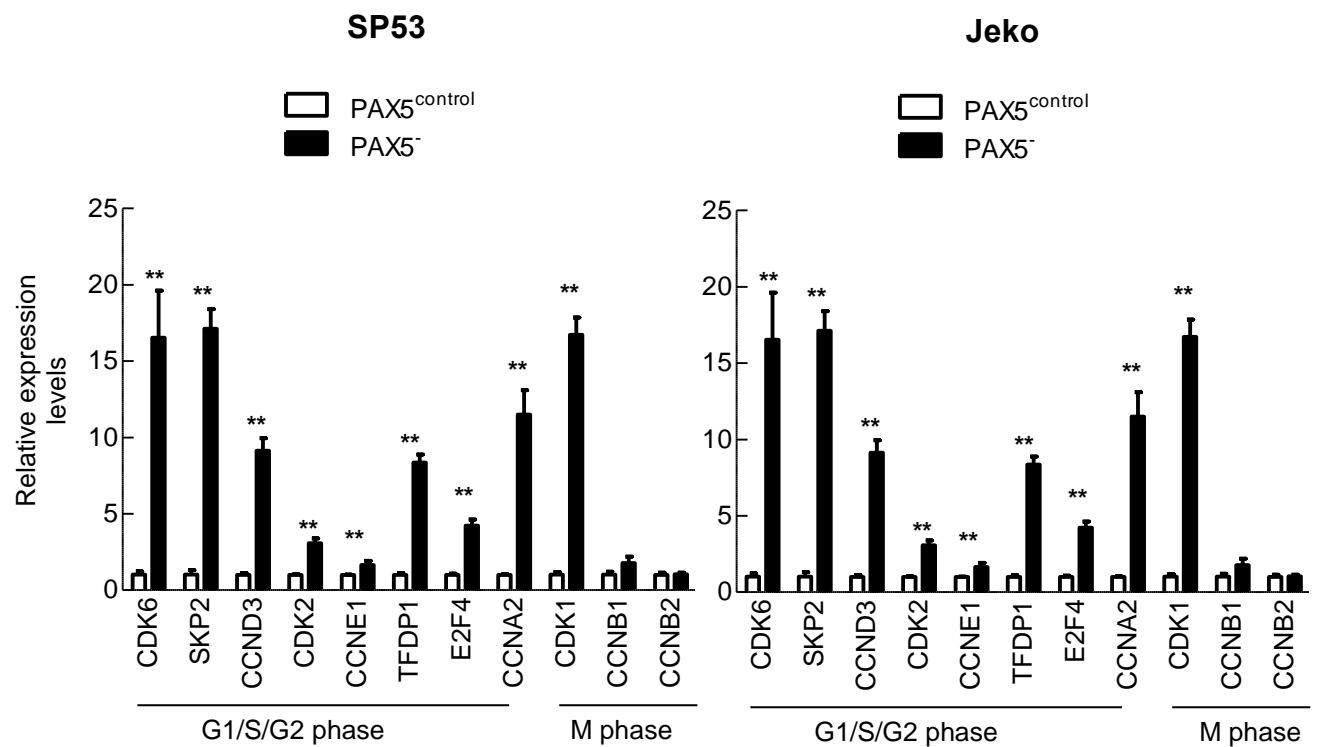 SP53
PAX5control
PAX5-
Relative expression
levels
25
20
15
10
5
0
** ** ** ** ** ** ** ** **
CDK6 SKP2 CCND3 CDK2 CCNE1 TFDP1 E2F4 CCNA2 CDK1 CCNB1 CCNB2
G1/S/G2 phase M phase
Jeko
PAX5control
PAX5-
25
20
15
10
5
0
** ** ** ** ** ** ** ** **
CDK6 SKP2 CCND3 CDK2 CCNE1 TFDP1 E2F4 CCNA2 CDK1 CCNB1 CCNB2
G1/S/G2 phase M phase